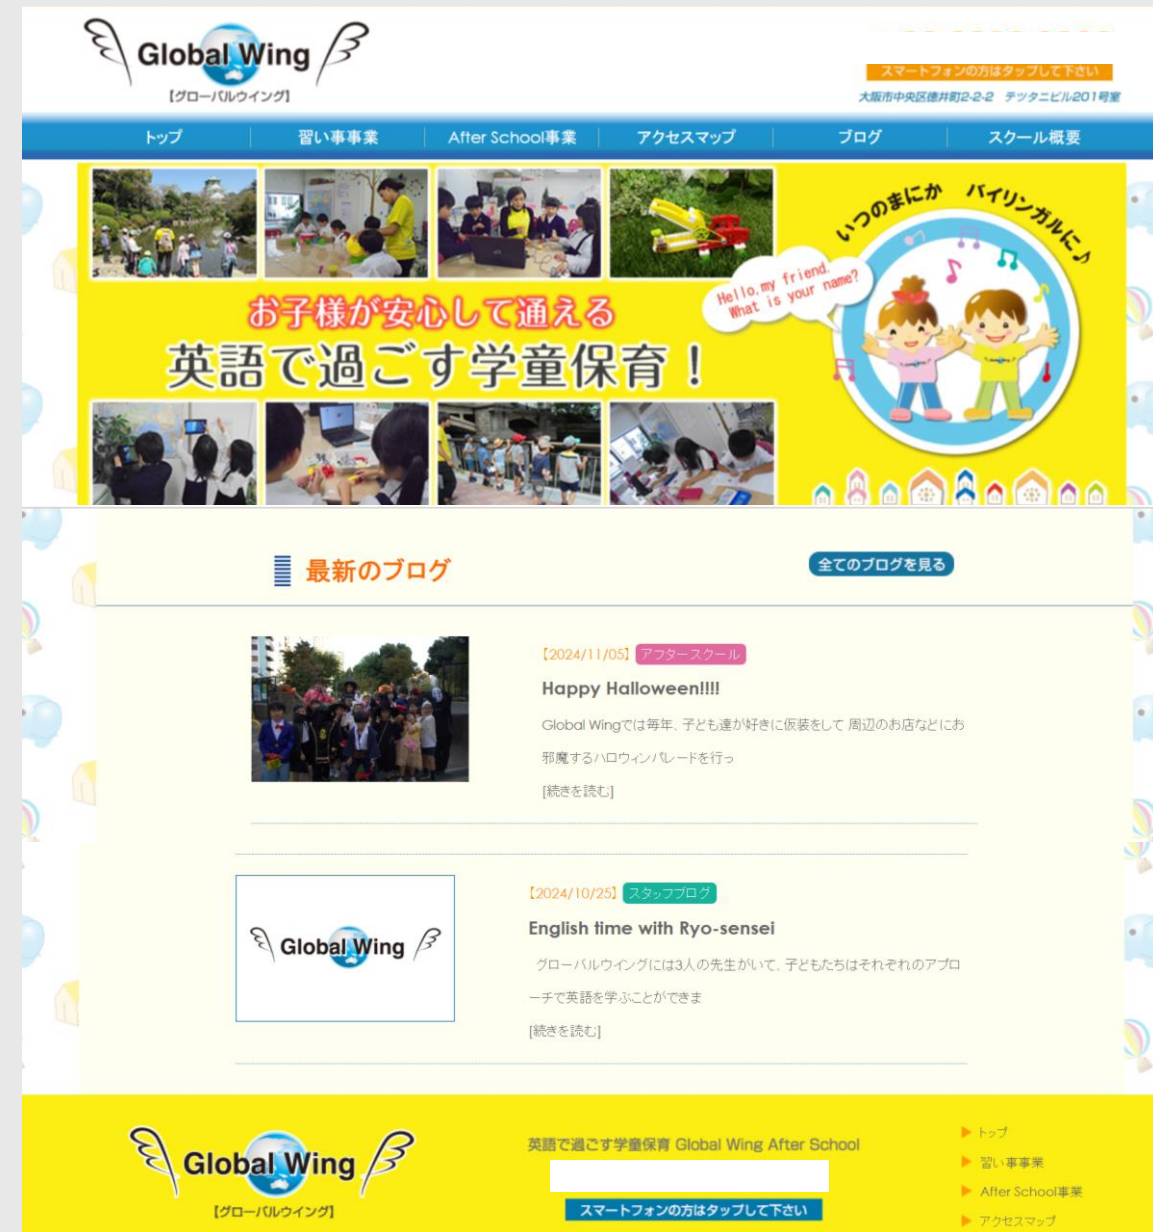 Global Wing
【グローバルウイング】
スマートフォンの方はタップして下さい
大阪市中央区徳井町2-2-2 テツタニビル201号室
トップ
習い事事業
After School事業
アクセスマップ
ブログ
スクール概要
いつのまにか バイリンガルに♪
Hello, my friend.
What is your name?
お子様が安心して通える
英語で過ごす学童保育！
最新のブログ
全てのブログを見る
【2024/11/05】 アフタースクール
Happy Halloween!!!!
Global Wingでは毎年、子ども達が好きに仮装をして 周辺のお店などにお
邪魔するハロウィンパレードを行っ
[続きを読む]
Global Wing
【2024/10/25】 スタッフブログ
English time with Ryo-sensei
グローバルウイングには3人の先生がいて、子どもたちはそれぞれのアプロ
ーチで英語を学ぶことができま
[続きを読む]
Global Wing
【グローバルウイング】
英語で過ごす学童保育 Global Wing After School
スマートフォンの方はタップして下さい
トップ
習い事事業
After School事業
アクセスマップ